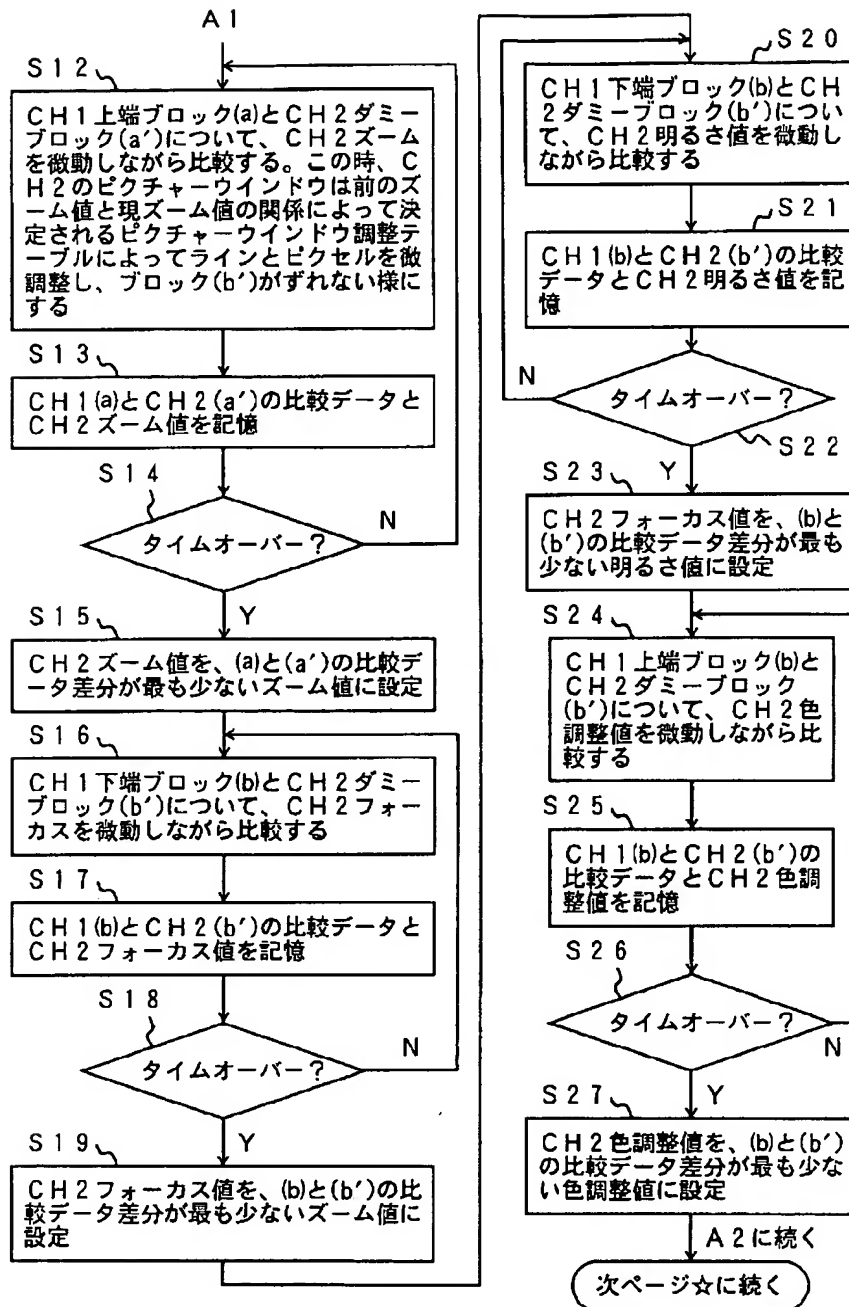 A1
S12
CH1上端ブロック(a)とCH2ダミー
ブロック(a′)について、CH2ズーム
を微動しながら比較する。この時、C
H2のピクチャーウインドウは前のズ
ーム値と現ズーム値の関係によって決
定されるピクチャーウインドウ調整テ
ーブルによってラインとピクセルを微
調整し、ブロック(b′)がずれない様に
する
S13
CH1(a)とCH2(a′)の比較データと
CH2ズーム値を記憶
S14
タイムオーバー?
N
Y
S15
CH2ズーム値を、(a)と(a′)の比較デ
ータ差分が最も少ないズーム値に設定
S16
CH1下端ブロック(b)とCH2ダミー
ブロック(b′)について、CH2フォー
カスを微動しながら比較する
S17
CH1(b)とCH2(b′)の比較データと
CH2フォーカス値を記憶
S18
タイムオーバー?
N
Y
S19
CH2フォーカス値を、(b)と(b′)の比
較データ差分が最も少ないズーム値に
設定
S20
CH1下端ブロック(b)とCH
2ダミーブロック(b′)につい
て、CH2明るさ値を微動し
ながら比較する
S21
CH1(b)とCH2(b′)の比較
データとCH2明るさ値を記
憶
N
タイムオーバー?
S22
Y
S23
CH2フォーカス値を、(b)と
(b′)の比較データ差分が最も
少ない明るさ値に設定
S24
CH1上端ブロック(b)と
CH2ダミーブロック
(b′)について、CH2色
調整値を微動しながら比
較する
S25
CH1(b)とCH2(b′)の
比較データとCH2色調
整値を記憶
S26
タイムオーバー?
N
Y
S27
CH2色調整値を、(b)と(b′)
の比較データ差分が最も少な
い色調整値に設定
A2に続く
次ページ☆に続く